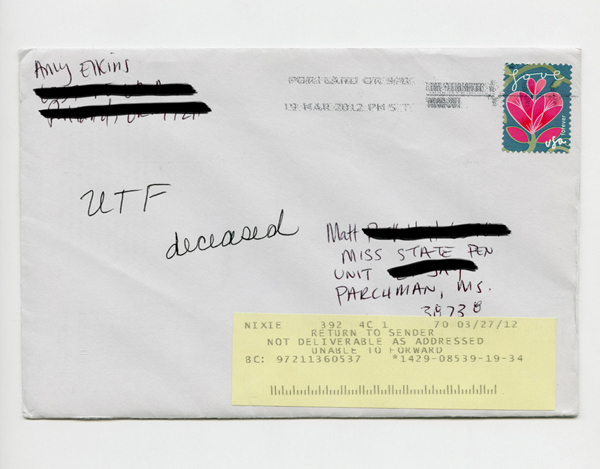 Amy Elkins
PORTLAND OR
19 MAR 2012 PM 5 T
love
forever
usa
UTF
deceased
Matt
MISS STATE PEN
UNIT
PARCHMAN, MS.
38738
NIXIE 392 4C 1 70 03/27/12
RETURN TO SENDER
NOT DELIVERABLE AS ADDRESSED
UNABLE TO FORWARD
BC: 97211360537 *1429-08539-19-34